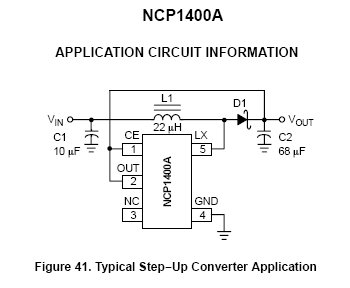 NCP1400A
APPLICATION CIRCUIT INFORMATION
L1
D1
VIN
VOUT
22 µH
C1
10 µF
CE
LX
C2
68 µF
1
5
OUT
2
NCP1400A
NC
GND
3
4
Figure 41. Typical Step–Up Converter Application